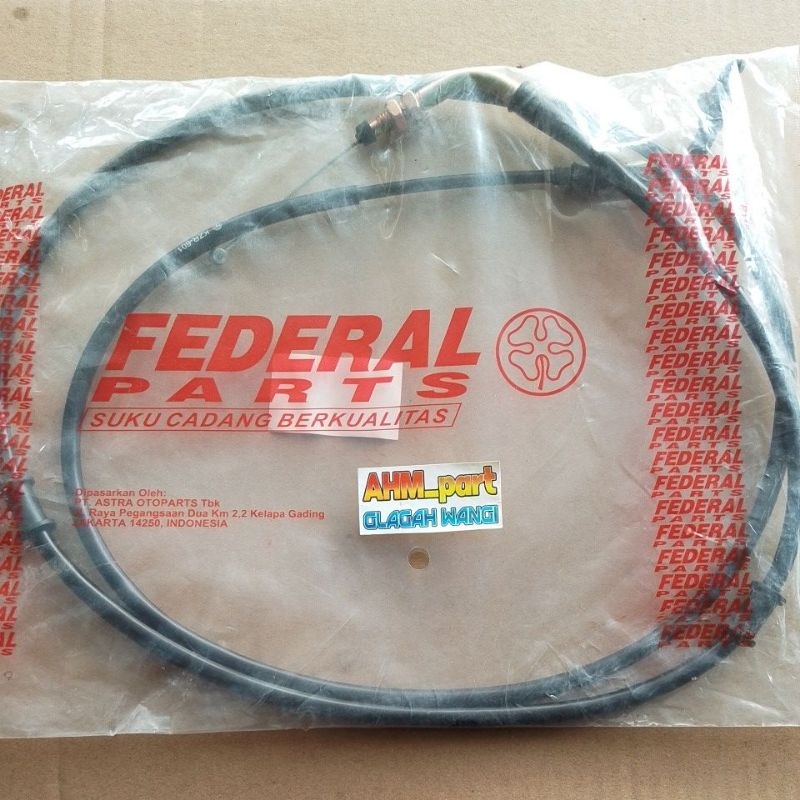 FEDERAL
PARTS
SUKU CADANG BERKUALITAS
Dipasarkan Oleh:
PT. ASTRA OTOPARTS Tbk
Jl. Raya Pegangsaan Dua Km 2,2 Kelapa Gading
JAKARTA 14250, INDONESIA
AHM_part
GLAGAH WANGI
FEDERAL
PARTS
FEDERAL
PARTS
FEDERAL
PARTS
FEDERAL
PARTS
FEDERAL
PARTS
FEDERAL
PARTS
FEDERAL
PARTS
FEDERAL
PARTS
FEDERAL
PARTS
FEDERAL
PARTS
FEDERAL
PARTS